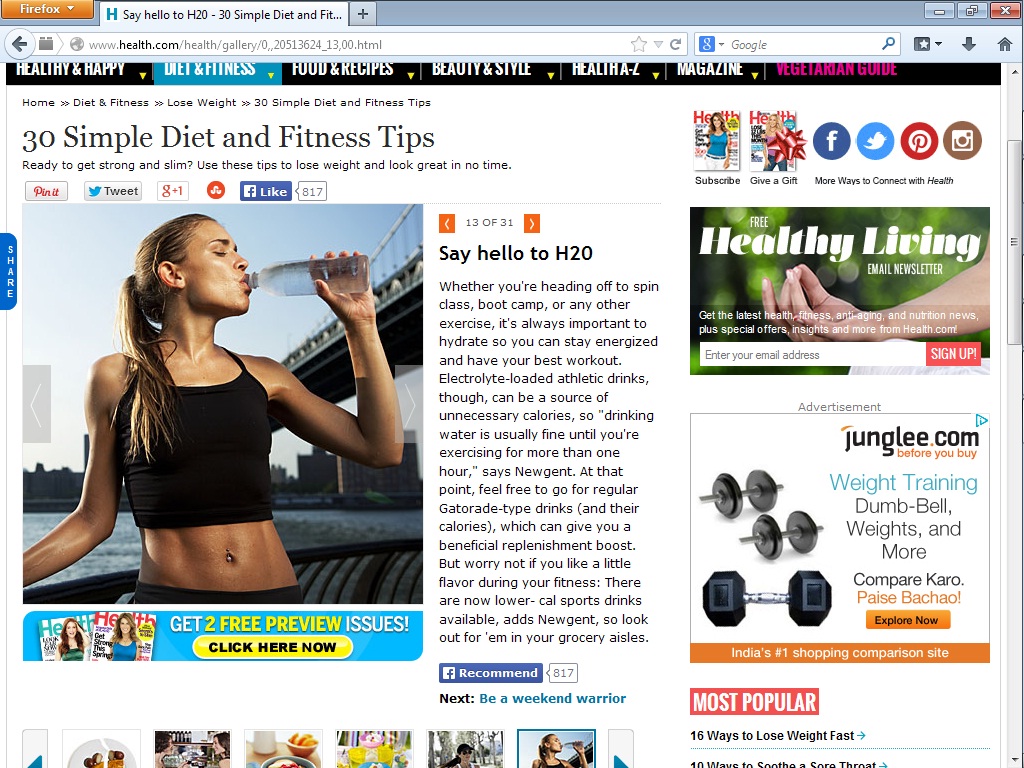 Firefox
Say hello to H20 - 30 Simple Diet and Fit...
www.health.com/health/gallery/0,,20513624_13,00.html
Google
HEALTHY & HAPPY
DIET & FITNESS
FOOD & RECIPES
BEAUTY & STYLE
HEALTH A-Z
MAGAZINE
VEGETARIAN GUIDE
Home >> Diet & Fitness >> Lose Weight >> 30 Simple Diet and Fitness Tips
30 Simple Diet and Fitness Tips
Ready to get strong and slim? Use these tips to lose weight and look great in no time.
Pin it
Tweet
g +1
Like
817
SHARE
13 OF 31
Say hello to H20
Whether you're heading off to spin
class, boot camp, or any other
exercise, it's always important to
hydrate so you can stay energized
and have your best workout.
Electrolyte-loaded athletic drinks,
though, can be a source of
unnecessary calories, so "drinking
water is usually fine until you're
exercising for more than one
hour," says Newgent. At that
point, feel free to go for regular
Gatorade-type drinks (and their
calories), which can give you a
beneficial replenishment boost.
But worry not if you like a little
flavor during your fitness: There
are now lower- cal sports drinks
available, adds Newgent, so look
out for 'em in your grocery aisles.
Recommend
817
Next: Be a weekend warrior
Health
Health
GET 2 FREE PREVIEW ISSUES!
CLICK HERE NOW
Health
Health
Subscribe
Give a Gift
More Ways to Connect with Health
FREE
Healthy Living
EMAIL NEWSLETTER
Get the latest health, fitness, anti-aging, and nutrition news,
plus special offers, insights and more from Health.com!
Enter your email address
SIGN UP!
Advertisement
junglee.com
before you buy
Weight Training
Dumb-Bell,
Weights, and
More
Compare Karo.
Paise Bachao!
Explore Now
India's #1 shopping comparison site
MOST POPULAR
16 Ways to Lose Weight Fast
10 Ways to Soothe a Sore Throat